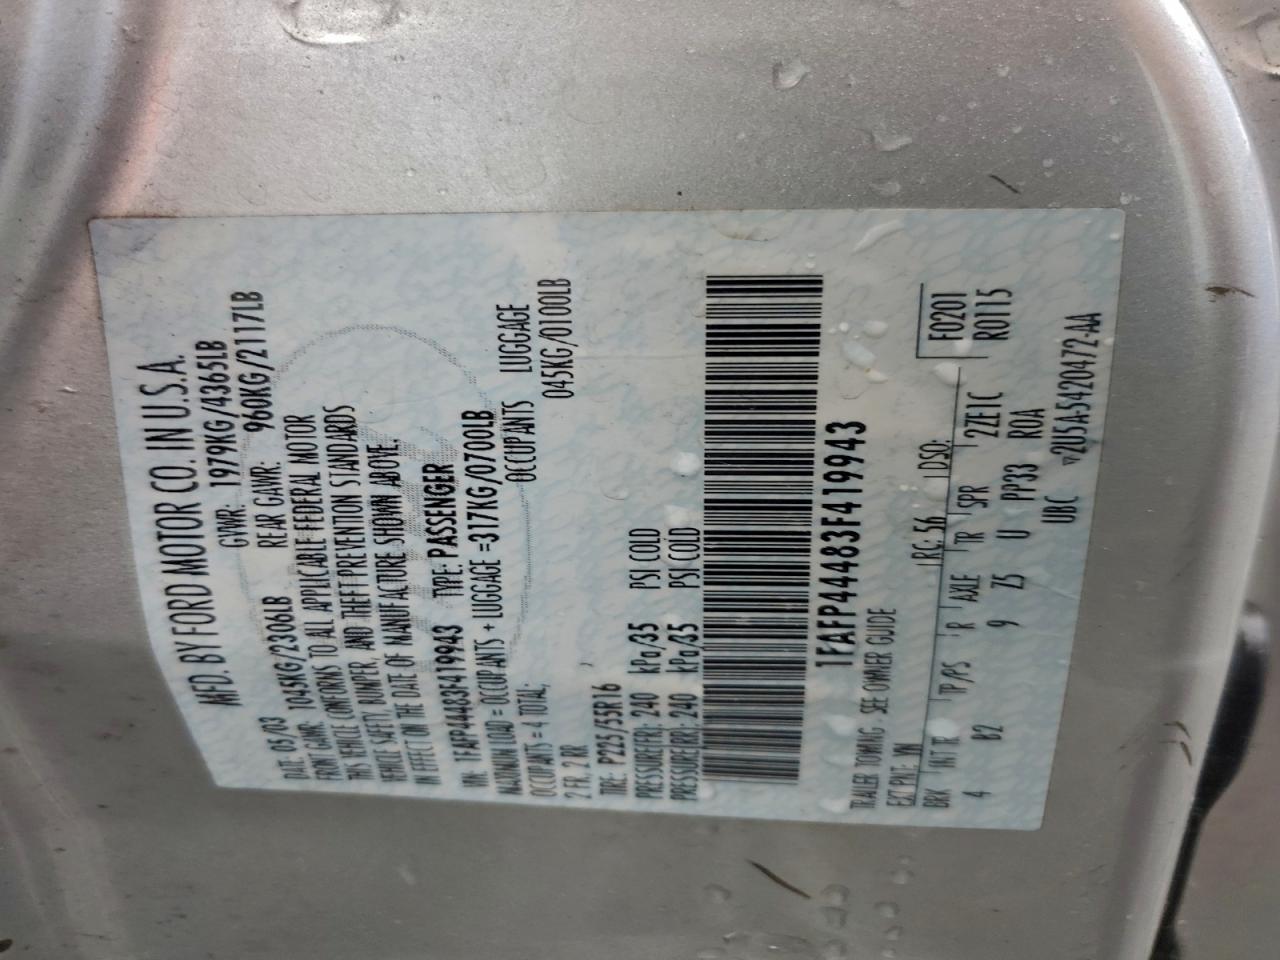 MFD. BY FORD MOTOR CO. IN U.S.A.
DATE: 05/03 GVWR: 1979KG/4365LB
FRONT GAWR: 1045KG/2306LB REAR GAWR: 960KG/2117LB
THIS VEHICLE CONFORMS TO ALL APPLICABLE FEDERAL MOTOR
VEHICLE SAFETY, BUMPER, AND THEFT PREVENTION STANDARDS
IN EFFECT ON THE DATE OF MANUFACTURE SHOWN ABOVE.
VIN: 1FAFP44483F419943 TYPE: PASSENGER
MAXIMUM LOAD = OCCUPANTS + LUGGAGE =317KG/0700LB
OCCUPANTS = 4 TOTAL; OCCUPANTS LUGGAGE
2 FR, 2 RR 045KG/0100LB
TIRE: P225/55R16
PRESSURE(FR): 240 kPa/35 PSI COLD
PRESSURE(RR): 240 kPa/35 PSI COLD
1FAFP44483F419943
TRAILER TOWING - SEE OWNER GUIDE
EXT PNT: YN RC: 56 DSO:
BRK INT TR TP/PS R AXLE TR SPR F0201
4 B2 9 Z5 U PP33 2ZE1C R0115
UBC ROA
▽2U5A-5420472-AA